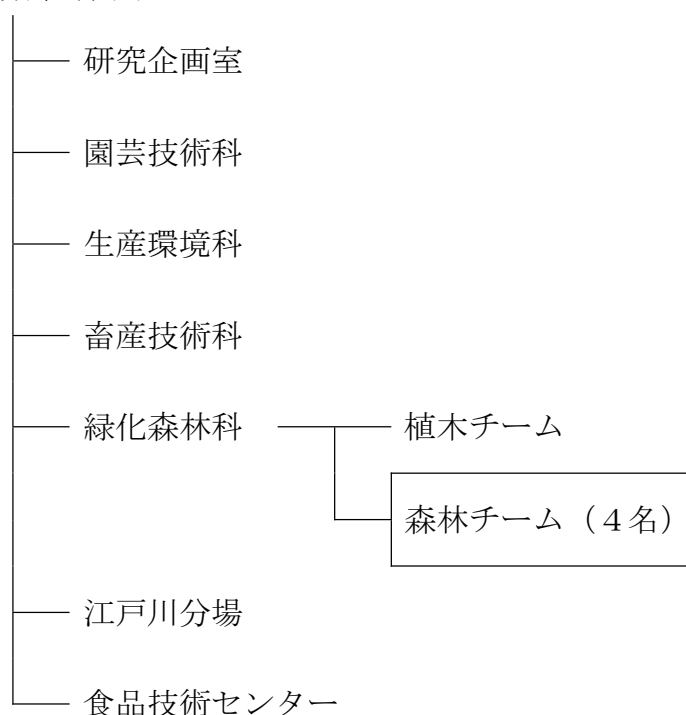 研究企画室
園芸技術科
生産環境科
畜産技術科
緑化森林科 植木チーム
森林チーム（４名）
江戸川分場
食品技術センター